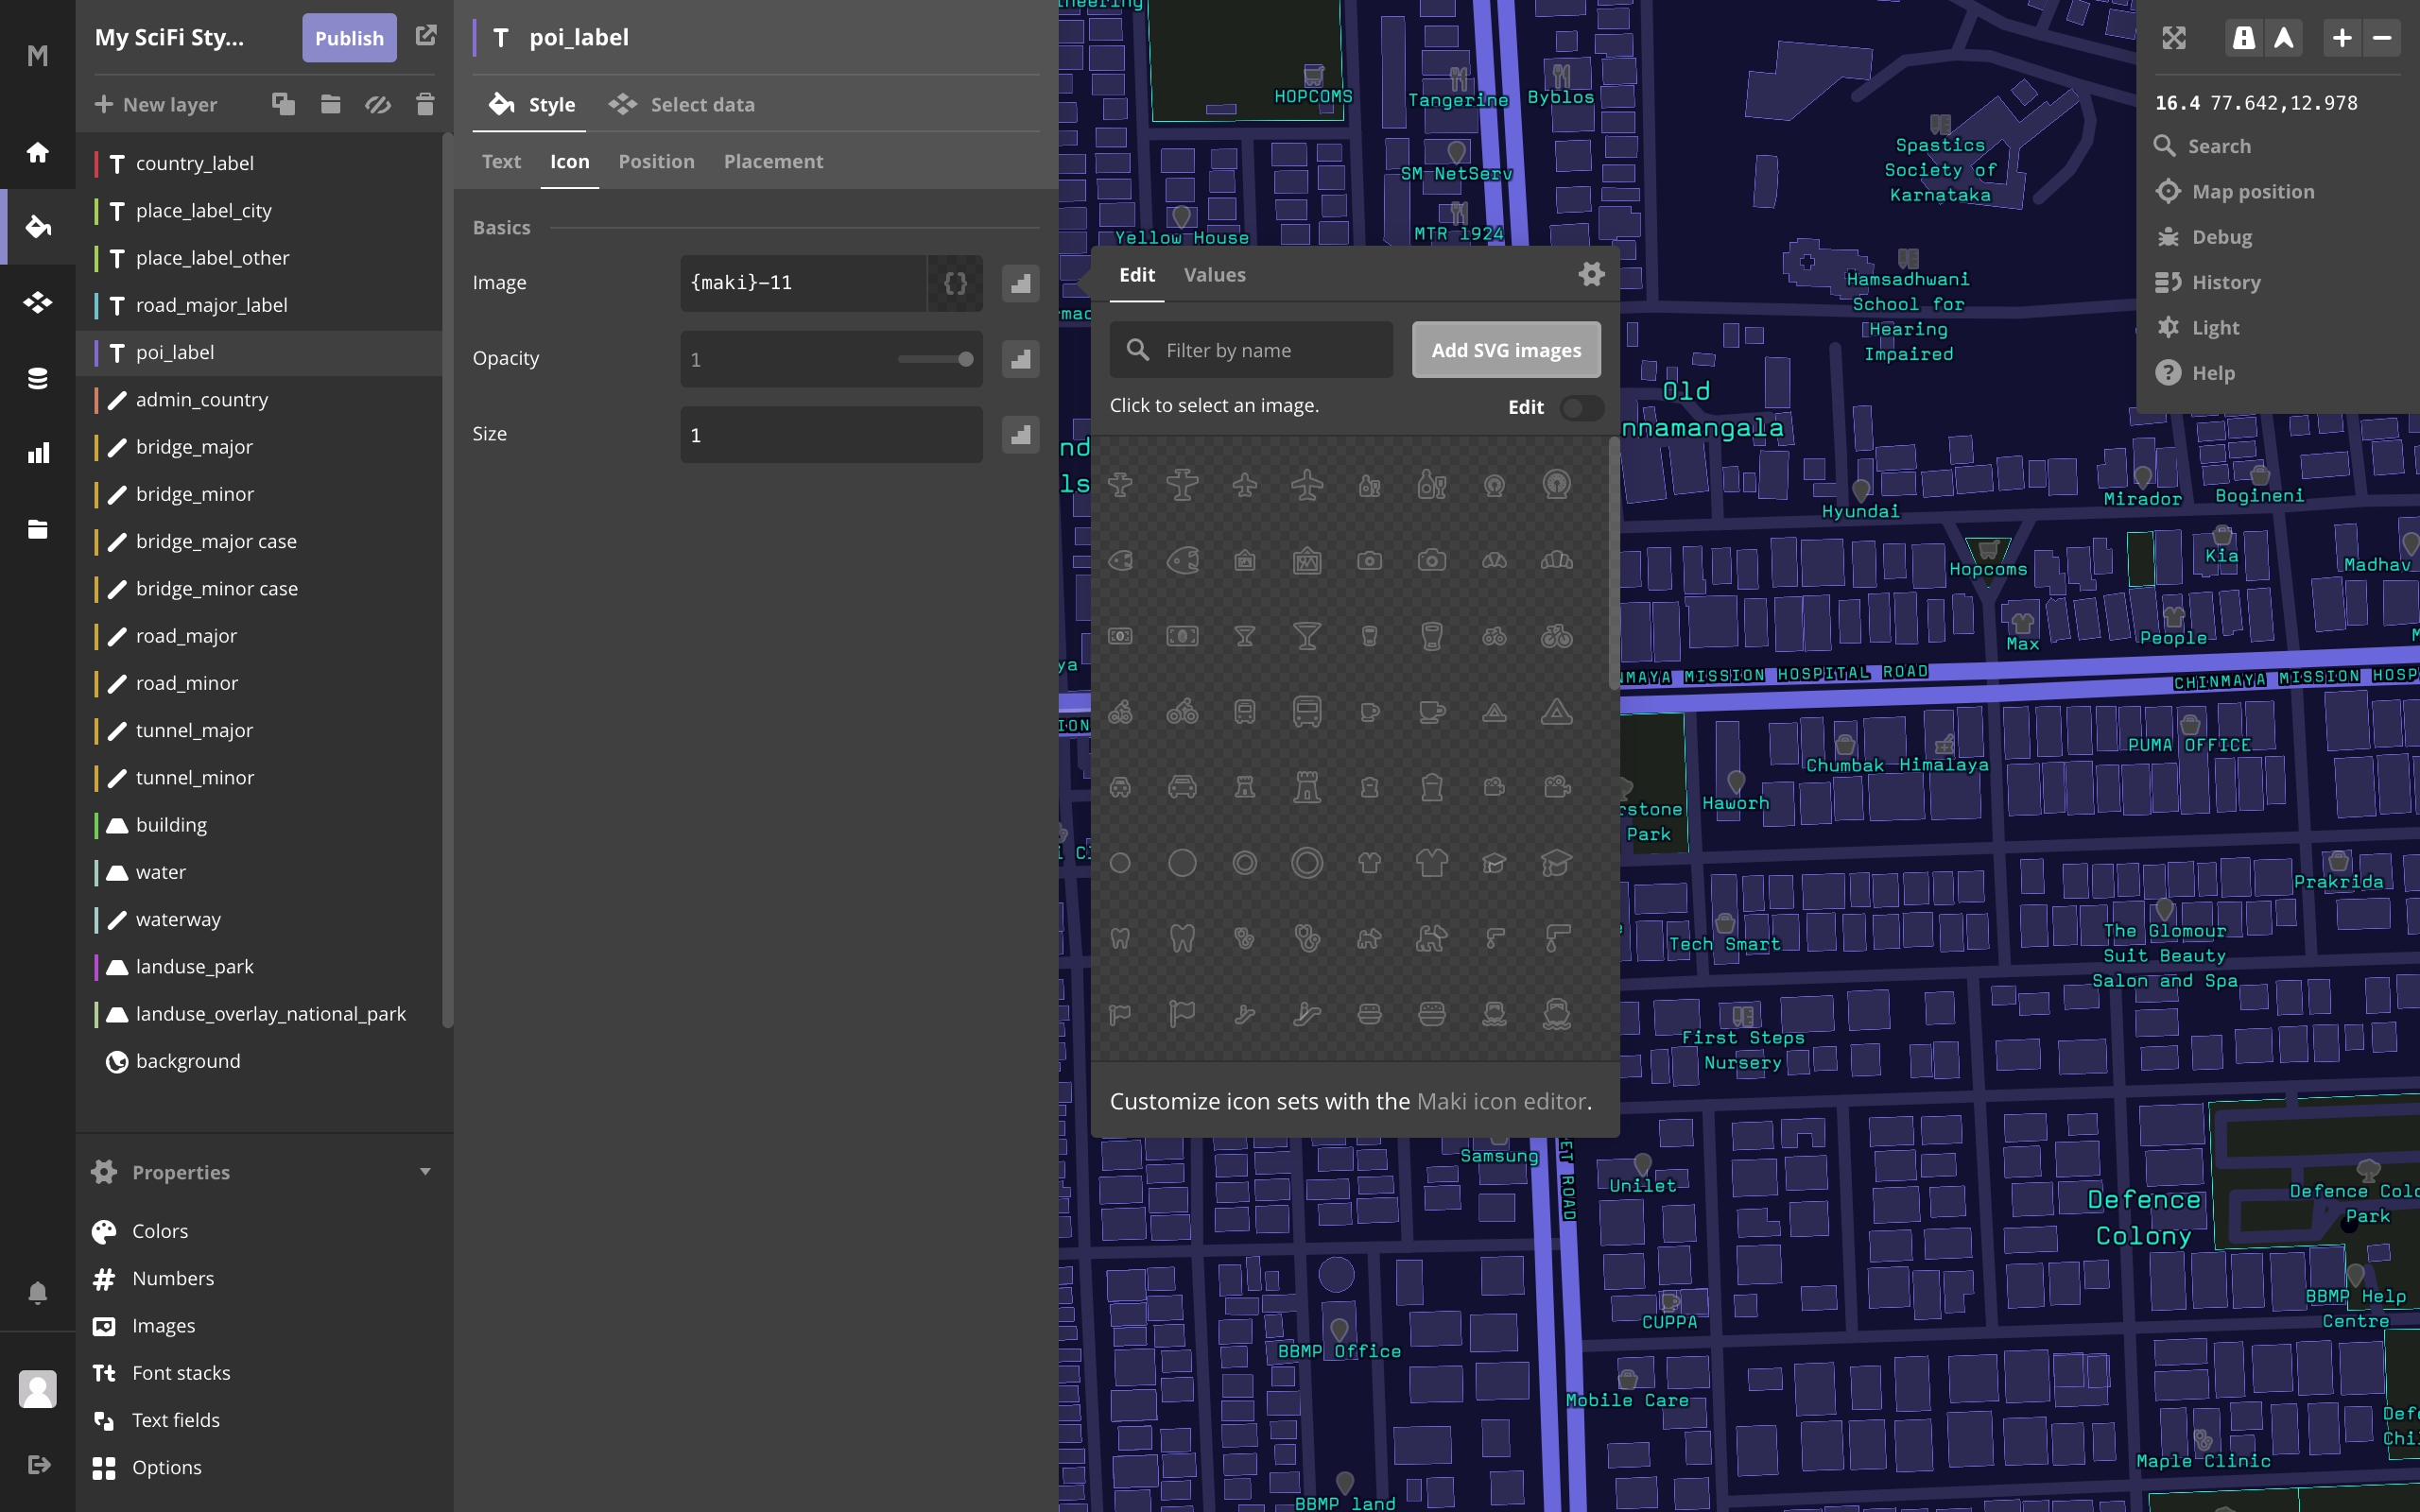 M
My SciFi Sty...
Publish
New layer
country_label
place_label_city
place_label_other
road_major_label
poi_label
admin_country
bridge_major
bridge_minor
bridge_major case
bridge_minor case
road_major
road_minor
tunnel_major
tunnel_minor
building
water
waterway
landuse_park
landuse_overlay_national_park
background
Properties
Colors
Numbers
Images
Font stacks
Text fields
Options
poi_label
Style
Select data
Text
Icon
Position
Placement
Basics
Image
{maki}-11
{}
Opacity
1
Size
1
Edit
Values
Filter by name
Add SVG images
Click to select an image.
Edit
Customize icon sets with the Maki icon editor.
16.4 77.642,12.978
Search
Map position
Debug
History
Light
Help
HOPCOMS
Tangerine
Byblos
SM NetServ
Yellow House
MTR 1924
Spastics
Society of
Karnataka
Hamsadhwani
School for
Hearing
Impaired
Old
nnamangala
Hyundai
Mirador
Bogineni
Hopcoms
Kia
Madhav
Max
People
NMAYA MISSION HOSPITAL ROAD
CHINMAYA MISSION HOSP
PUMA OFFICE
Chumbak
Himalaya
Haworh
rstone
Park
Prakrida
Tech Smart
The Glomour
Suit Beauty
Salon and Spa
First Steps
Nursery
Samsung
ET ROAD
Unilet
Defence
Colony
Defence Colo
Park
BBMP Help
Centre
CUPPA
BBMP Office
Mobile Care
Maple Clinic
BBMP land